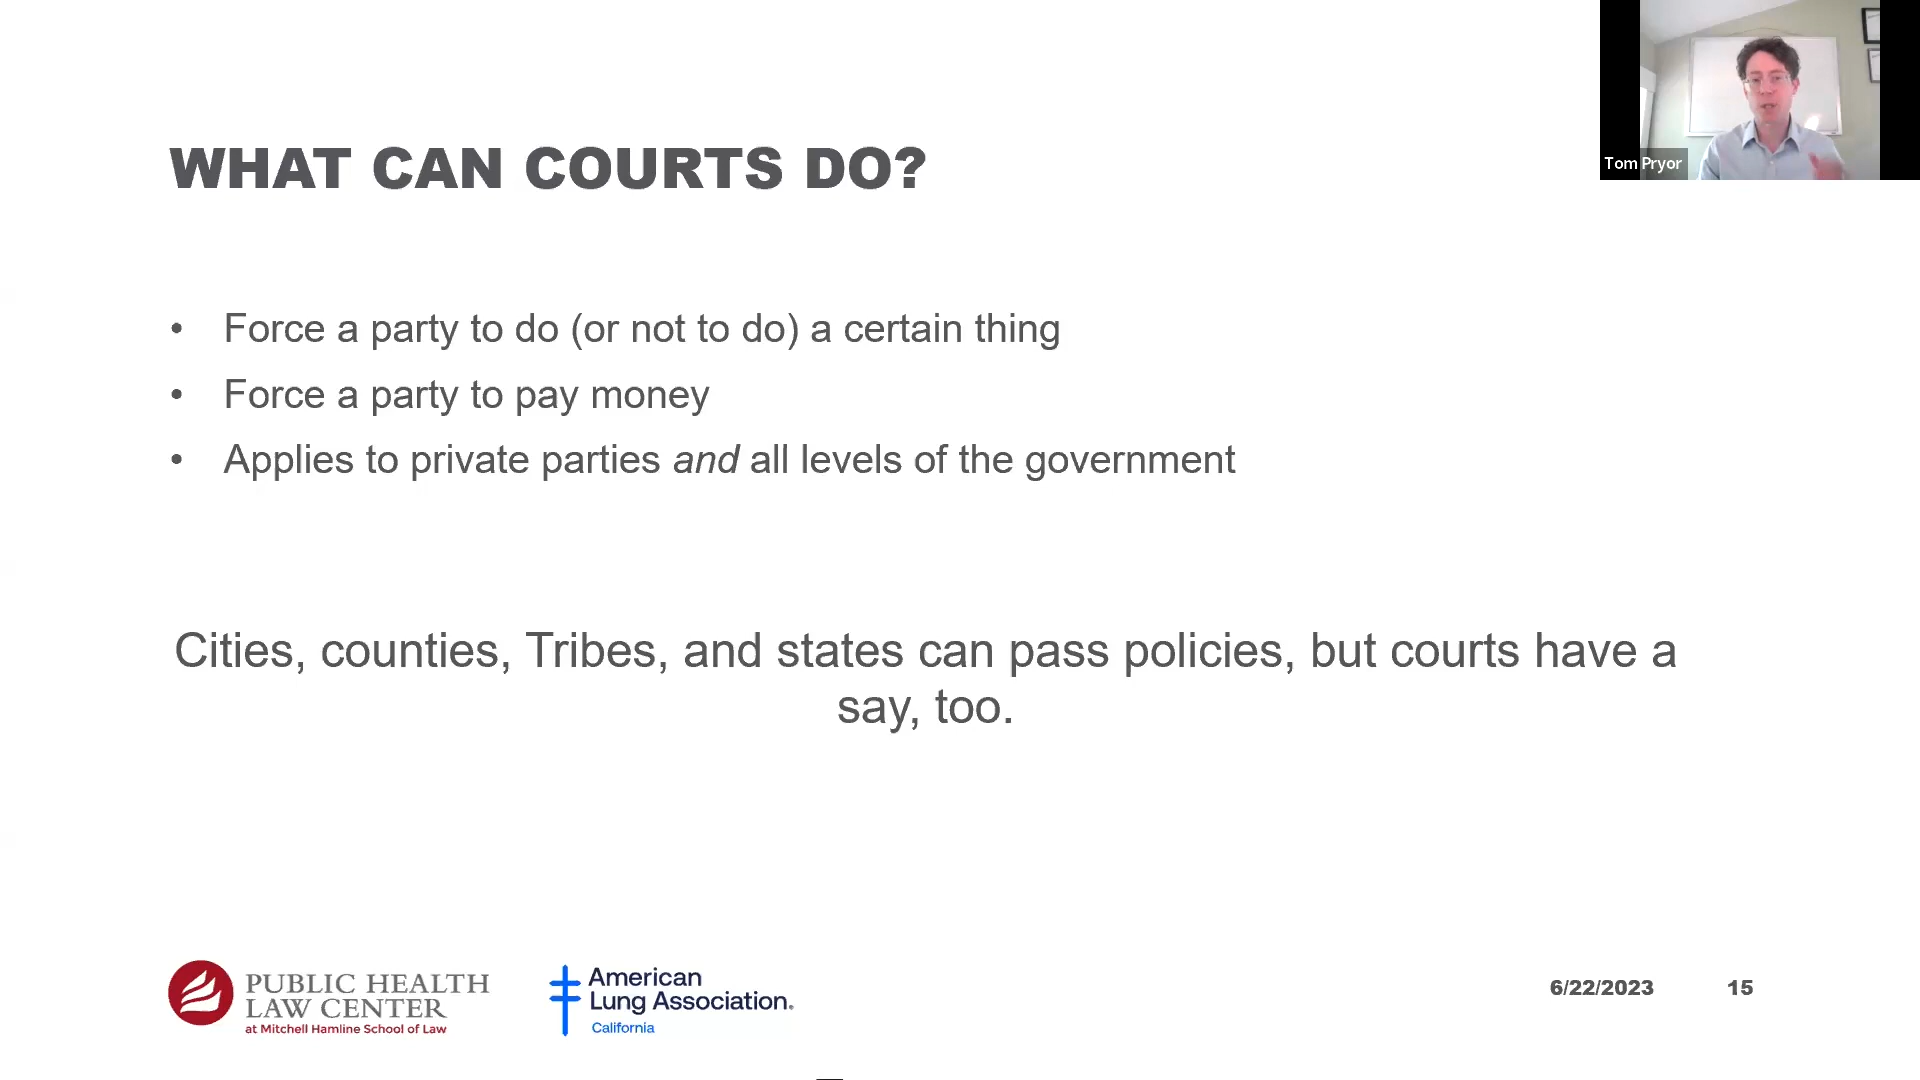 Tom Pryor
WHAT CAN COURTS DO?
• Force a party to do (or not to do) a certain thing
• Force a party to pay money
• Applies to private parties and all levels of the government
Cities, counties, Tribes, and states can pass policies, but courts have a
say, too.
PUBLIC HEALTH
LAW CENTER
at Mitchell Hamline School of Law
American
Lung Association.
California
6/22/2023 15